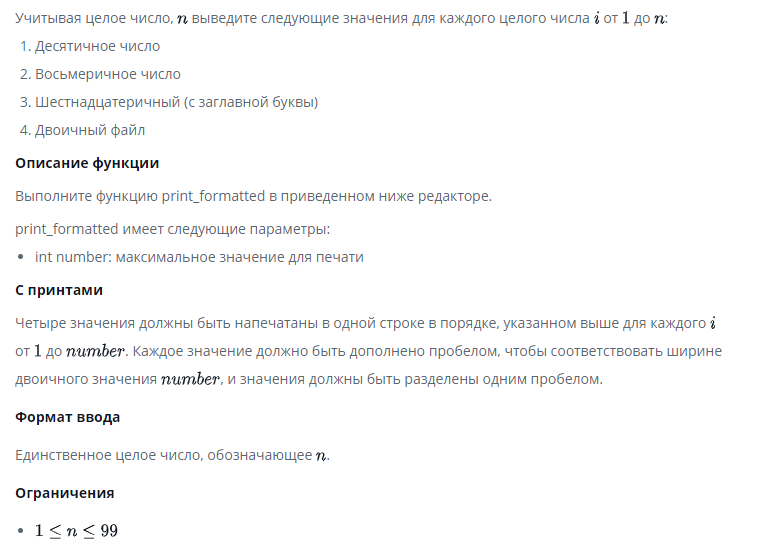 Учитывая целое число, n выведите следующие значения для каждого целого числа i от 1 до n:
1. Десятичное число
2. Восьмеричное число
3. Шестнадцатеричный (с заглавной буквы)
4. Двоичный файл
Описание функции
Выполните функцию print_formatted в приведенном ниже редакторе.
print_formatted имеет следующие параметры:
• int number: максимальное значение для печати
С принтами
Четыре значения должны быть напечатаны в одной строке в порядке, указанном выше для каждого i
от 1 до number. Каждое значение должно быть дополнено пробелом, чтобы соответствовать ширине
двоичного значения number, и значения должны быть разделены одним пробелом.
Формат ввода
Единственное целое число, обозначающее n.
Ограничения
• 1 ≤ n ≤ 99